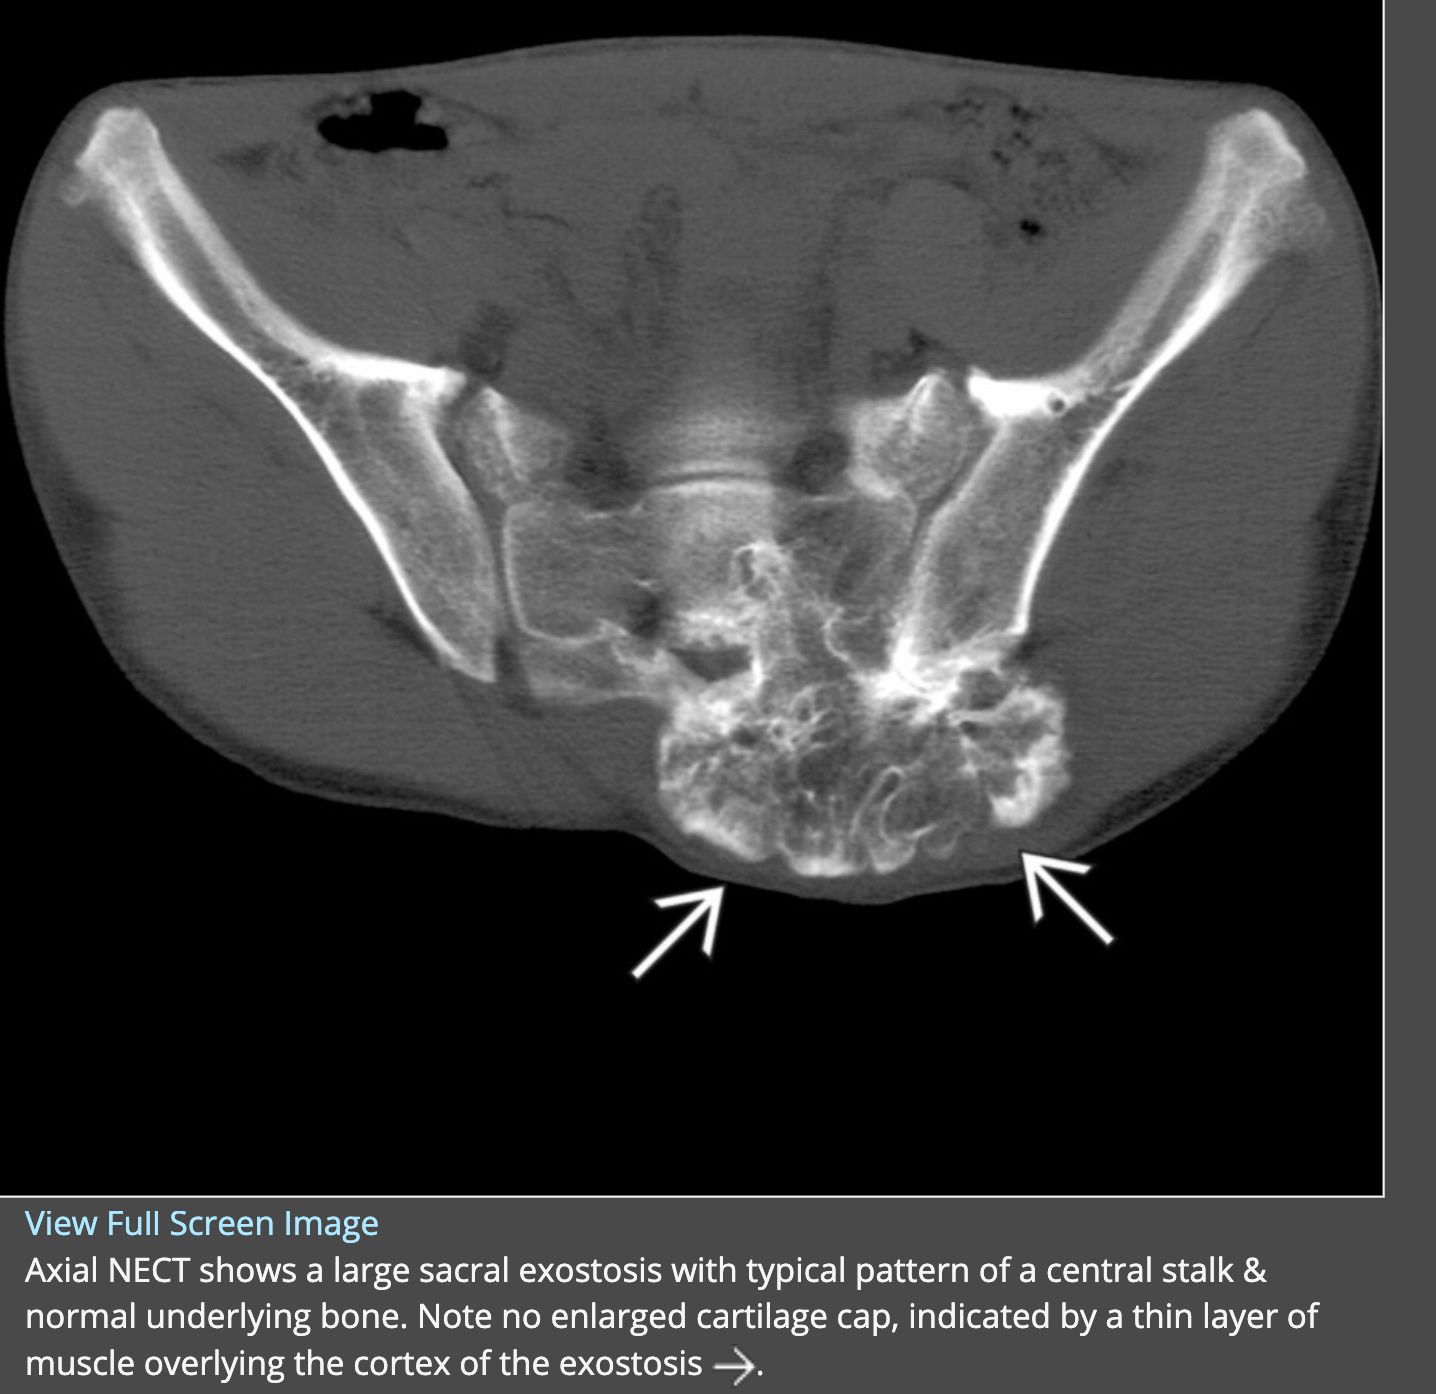 View Full Screen Image
Axial NECT shows a large sacral exostosis with typical pattern of a central stalk &
normal underlying bone. Note no enlarged cartilage cap, indicated by a thin layer of
muscle overlying the cortex of the exostosis →.